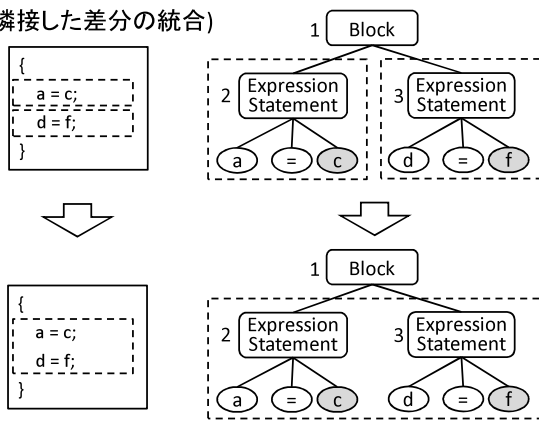 隣接した差分の統合)
{
a = c;
d = f;
}
1 Block
2 Expression Statement
3 Expression Statement
a = c d = f
{
a = c;
d = f;
}
1 Block
2 Expression Statement
3 Expression Statement
a = c d = f